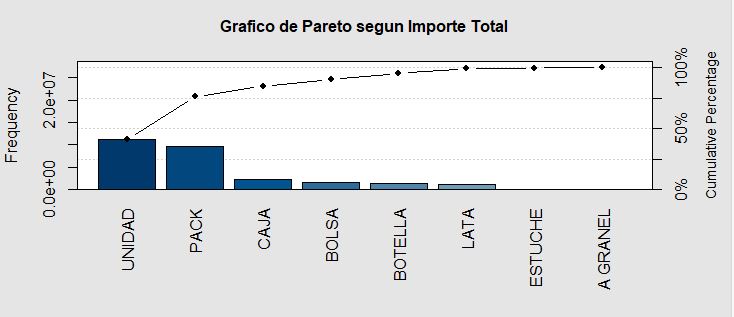 Grafico de Pareto segun Importe Total
Frequency
0.0e+00
2.0e+07
0%
50%
100%
Cumulative Percentage
UNIDAD
PACK
CAJA
BOLSA
BOTELLA
LATA
ESTUCHE
A GRANEL